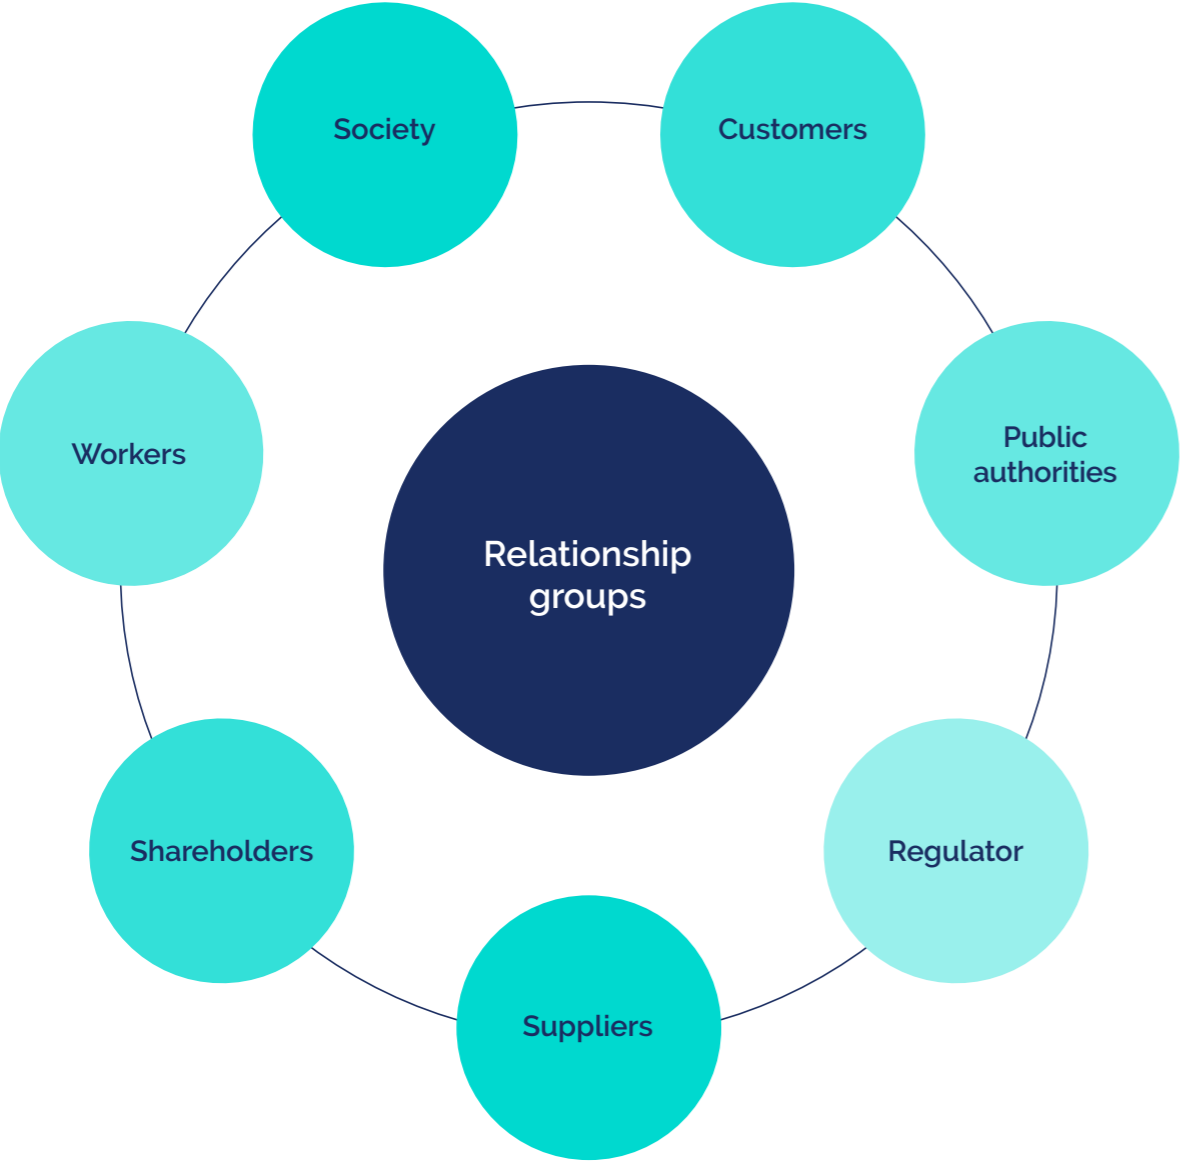 Society
Customers
Workers
Public
authorities
Relationship
groups
Shareholders
Regulator
Suppliers